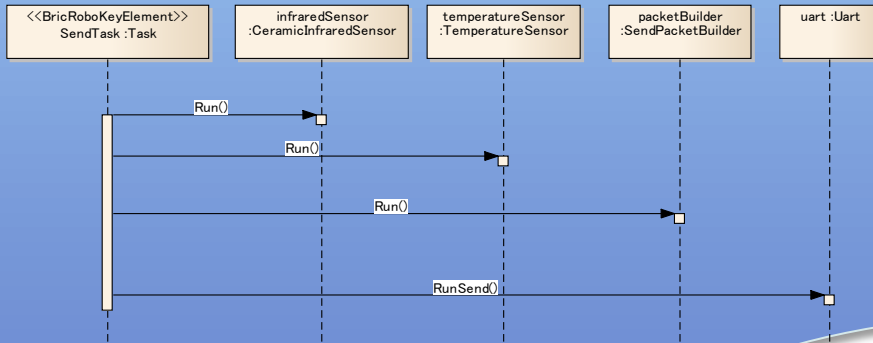 <<BricRoboKeyElement>>
SendTask :Task
infraredSensor
:CeramicInfraredSensor
temperatureSensor
:TemperatureSensor
packetBuilder
:SendPacketBuilder
uart :Uart
Run()
Run()
Run()
RunSend()